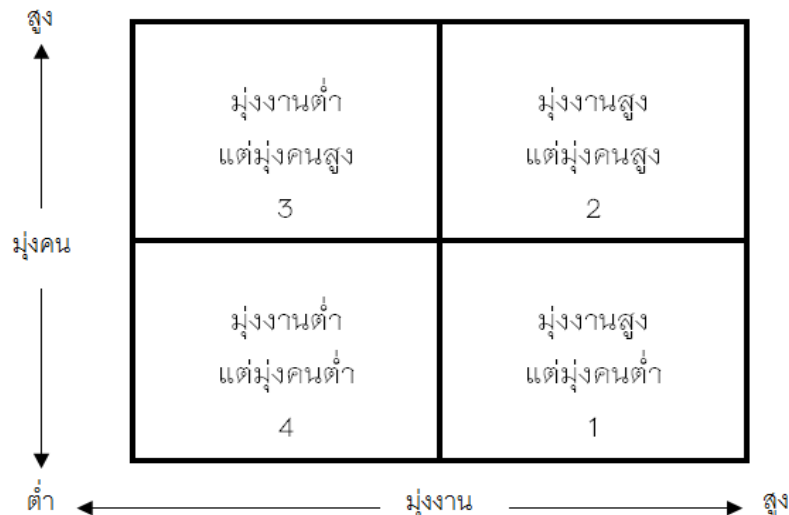 สูง
มุ่งงานต่ำ
แต่มุ่งคนสูง
3
มุ่งงานสูง
แต่มุ่งคนสูง
2
มุ่งคน
มุ่งงานต่ำ
แต่มุ่งคนต่ำ
4
มุ่งงานสูง
แต่มุ่งคนต่ำ
1
ต่ำ
มุ่งงาน
สูง